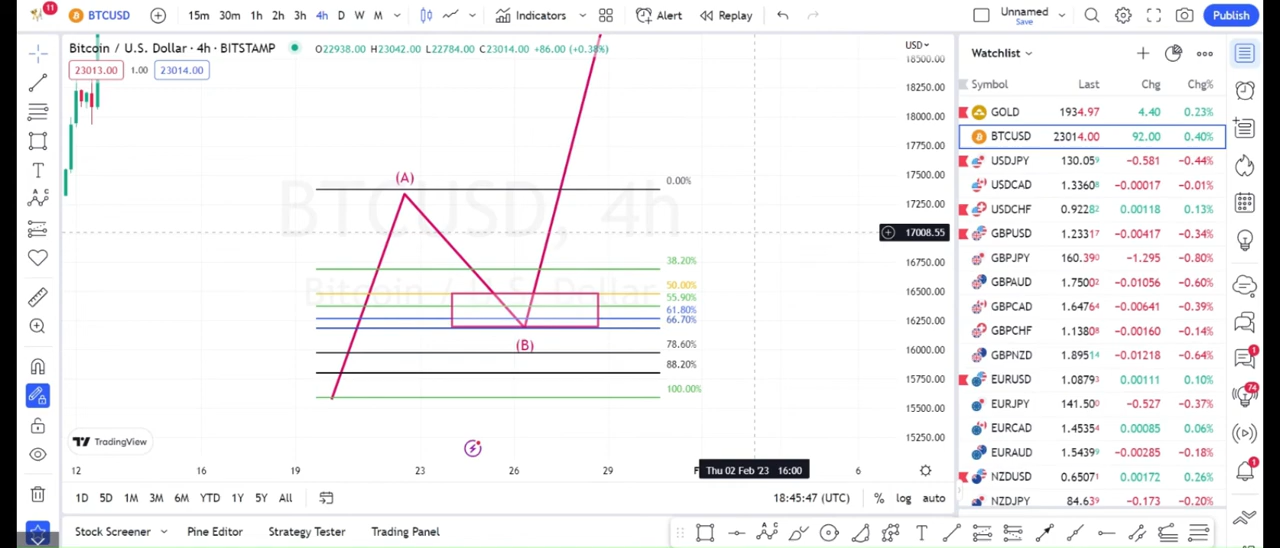 11
BTCUSD 15m 30m 1h 2h 3h 4h D W M Indicators Alert Replay Unnamed Save Publish
Bitcoin / U.S. Dollar · 4h · BITSTAMP O22938.00 H23042.00 L22784.00 C23014.00 +86.00 (+0.38%)
23013.00 1.00 23014.00
USD
18500.00
18250.00
18000.00
17750.00
17500.00
17250.00
17008.55
16750.00
16500.00
16250.00
16000.00
15750.00
15500.00
15250.00
BTCUSD, 4h
Bitcoin / U.S. Dollar
(A)
(B)
0.00%
38.20%
50.00%
55.90%
61.80%
66.70%
78.60%
88.20%
100.00%
TradingView
12 16 19 23 26 29 F Thu 02 Feb '23 16:00 6
1D 5D 1M 3M 6M YTD 1Y 5Y All 18:45:47 (UTC) % log auto
Stock Screener Pine Editor Strategy Tester Trading Panel
Watchlist
Symbol Last Chg Chg%
GOLD 1934.97 4.40 0.23%
BTCUSD 23014.00 92.00 0.40%
USDJPY 130.059 −0.581 −0.44%
USDCAD 1.33608 −0.00017 −0.01%
USDCHF 0.92282 0.00118 0.13%
GBPUSD 1.23317 −0.00417 −0.34%
GBPJPY 160.390 −1.295 −0.80%
GBPAUD 1.75002 −0.01056 −0.60%
GBPCAD 1.64764 −0.00641 −0.39%
GBPCHF 1.13808 −0.00160 −0.14%
GBPNZD 1.89514 −0.01218 −0.64%
EURUSD 1.08793 0.00111 0.10%
EURJPY 141.500 −0.527 −0.37%
EURCAD 1.45354 0.00085 0.06%
EURAUD 1.54399 −0.00285 −0.18%
NZDUSD 0.65071 0.00172 0.26%
NZDJPY 84.639 −0.173 −0.20%
1
74
1